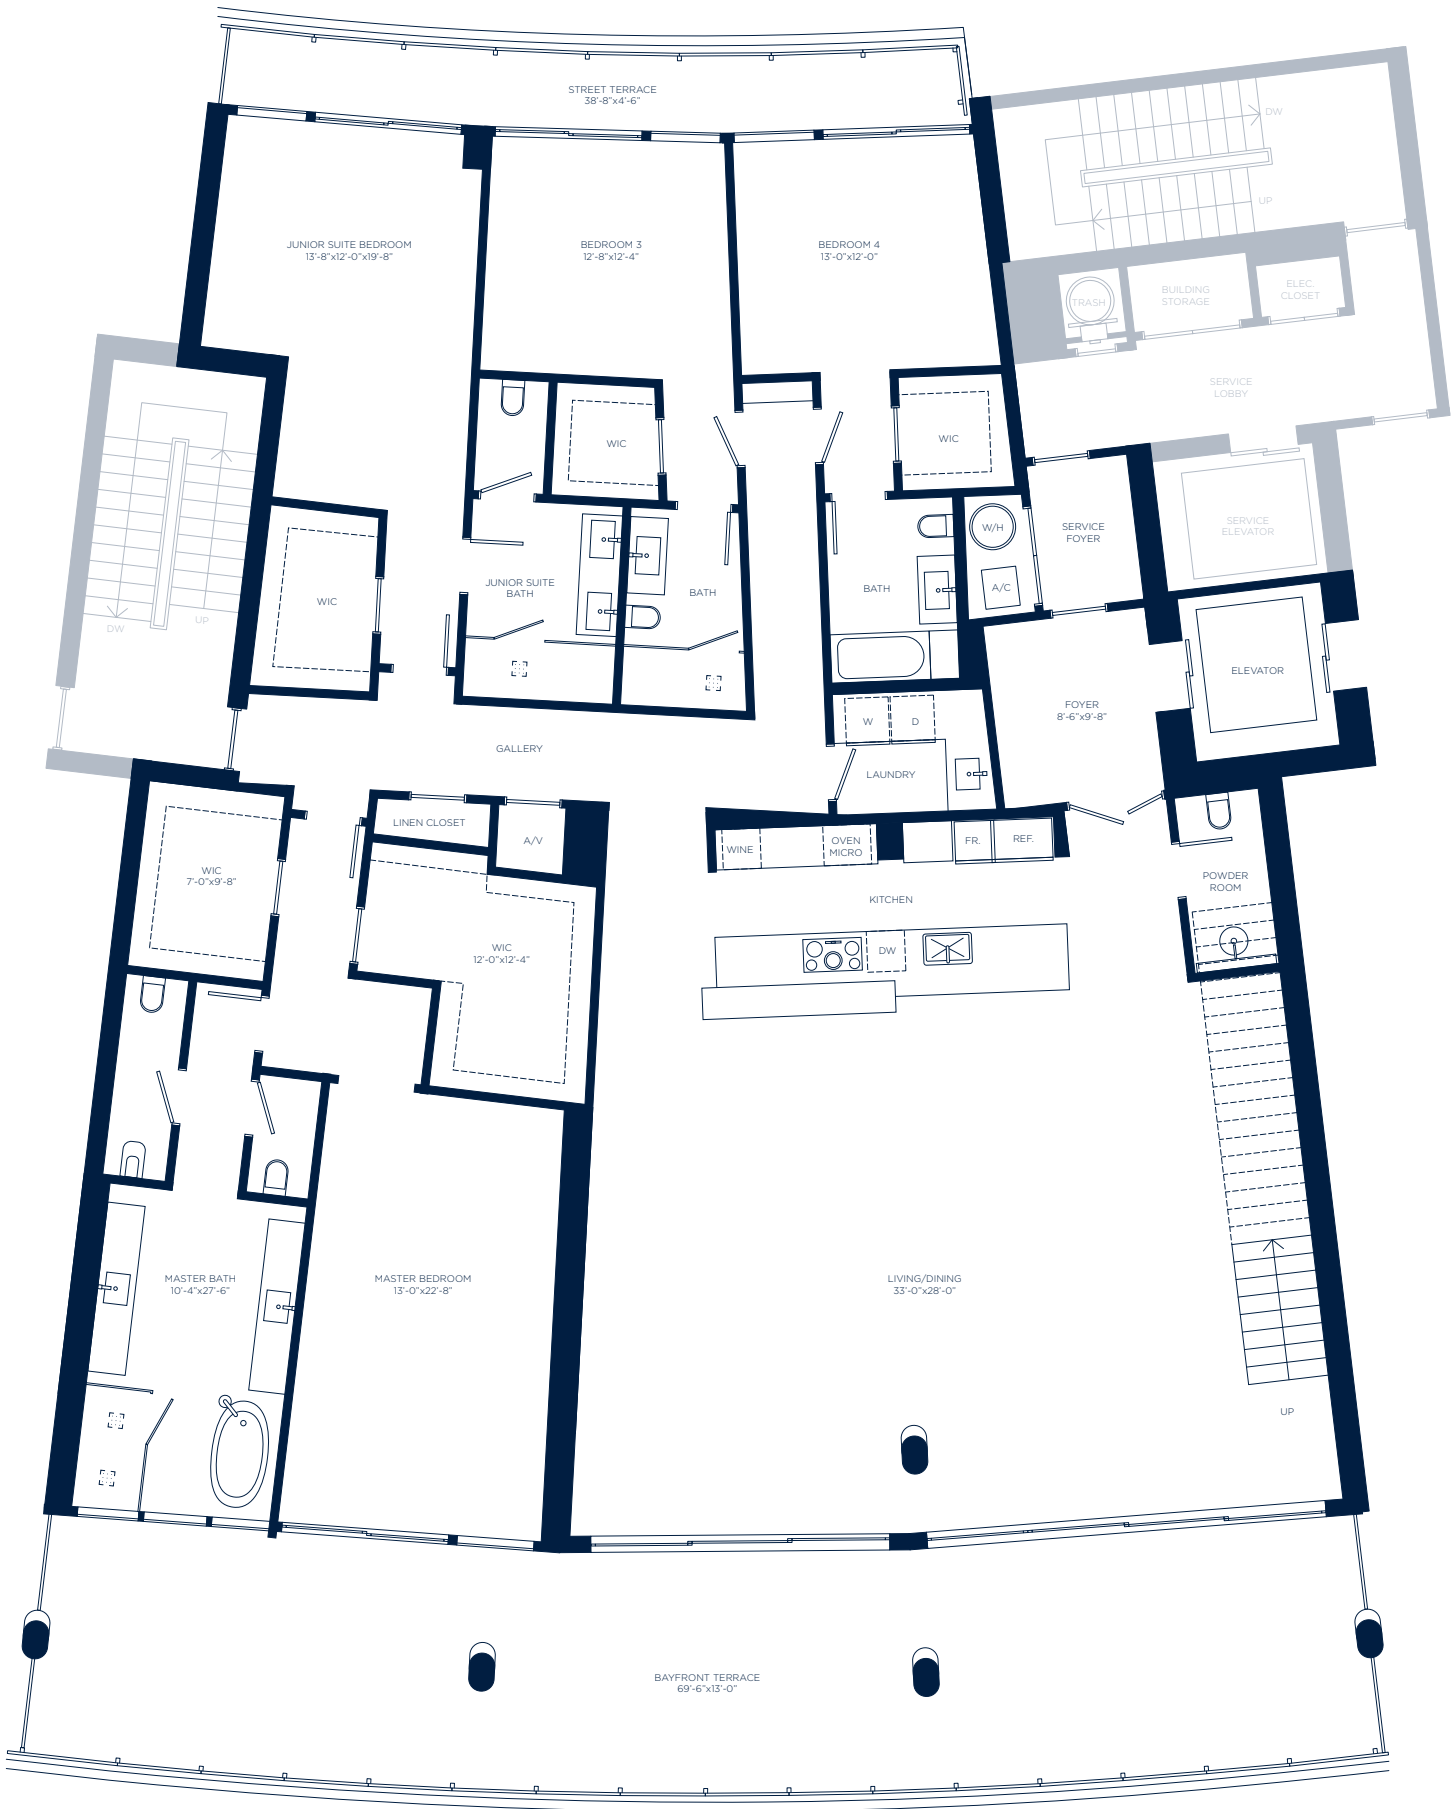 STREET TERRACE
38'-8"x4'-6"
DW
UP
JUNIOR SUITE BEDROOM
13'-8"x12'-0"x19'-8"
BEDROOM 3
12'-8"x12'-4"
BEDROOM 4
13'-0"x12'-0"
TRASH
BUILDING
STORAGE
ELEC.
CLOSET
SERVICE
LOBBY
WIC
WIC
W/H
SERVICE
FOYER
SERVICE
ELEVATOR
A/C
JUNIOR SUITE
BATH
BATH
BATH
WIC
DW
UP
ELEVATOR
FOYER
8'-6"x9'-8"
W
D
GALLERY
LAUNDRY
LINEN CLOSET
A/V
WINE
OVEN
MICRO
FR.
REF.
WIC
7'-0"x9'-8"
POWDER
ROOM
KITCHEN
WIC
12'-0"x12'-4"
DW
MASTER BATH
10'-4"x27'-6"
MASTER BEDROOM
13'-0"x22'-8"
LIVING/DINING
33'-0"x28'-0"
UP
BAYFRONT TERRACE
69'-6"x13'-0"